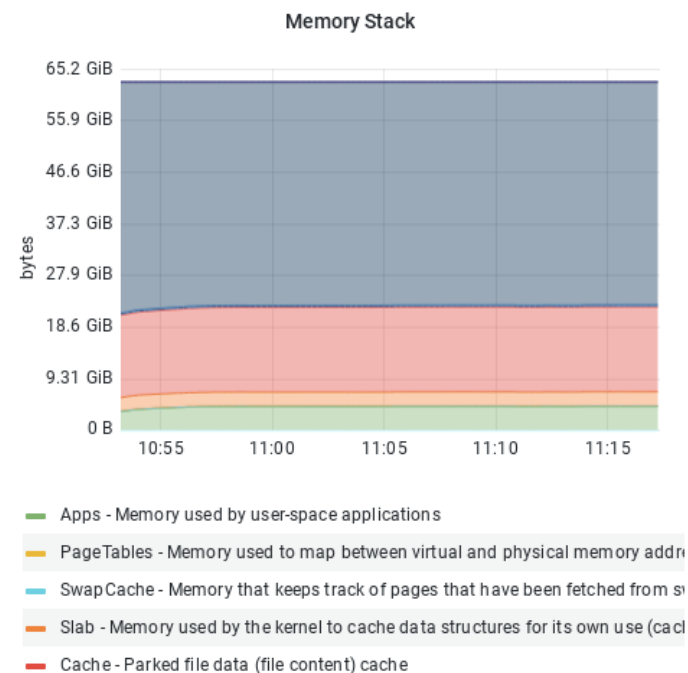 Memory Stack
65.2 GiB
55.9 GiB
46.6 GiB
37.3 GiB
27.9 GiB
18.6 GiB
9.31 GiB
0 B
bytes
10:55 11:00 11:05 11:10 11:15
Apps - Memory used by user-space applications
PageTables - Memory used to map between virtual and physical memory addre
SwapCache - Memory that keeps track of pages that have been fetched from sw
Slab - Memory used by the kernel to cache data structures for its own use (cach
Cache - Parked file data (file content) cache